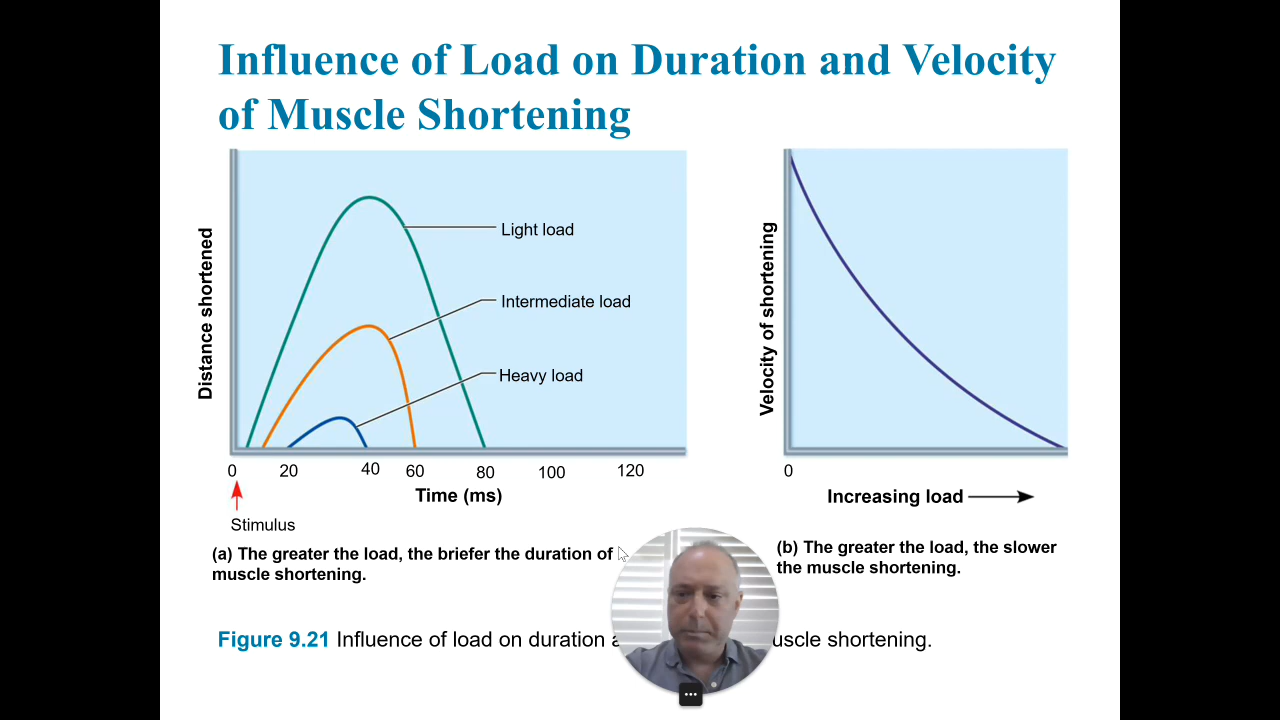 Influence of Load on Duration and Velocity
of Muscle Shortening
Distance shortened
Light load
Intermediate load
Heavy load
0 20 40 60 80 100 120
Time (ms)
Stimulus
(a) The greater the load, the briefer the duration of
muscle shortening.
Velocity of shortening
0
Increasing load
(b) The greater the load, the slower
the muscle shortening.
Figure 9.21 Influence of load on duration shortening.